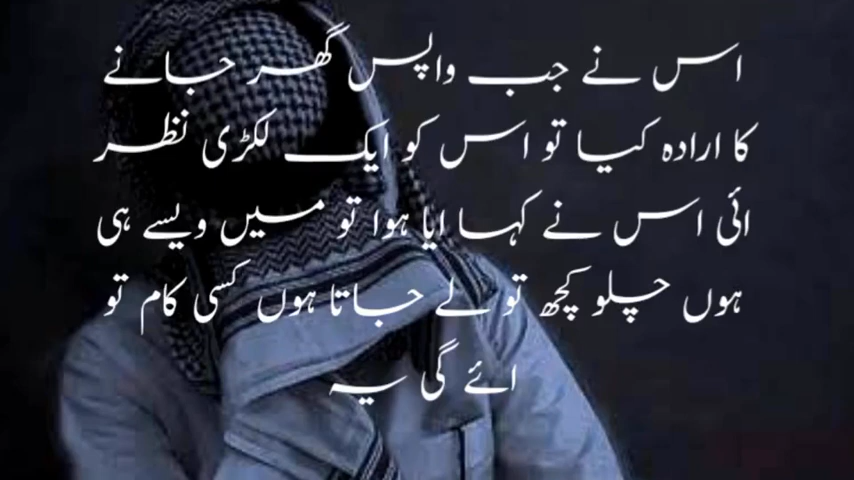 اس نے جب واپس گھر جانے
کا ارادہ کیا تو اس کو ایک لکڑی نظر
ائی اس نے کہا ایا ہوا تو میں ویسے ہی
ہوں چلو کچھ تو لے جاتا ہوں کسی کام تو
ائے گی یہ